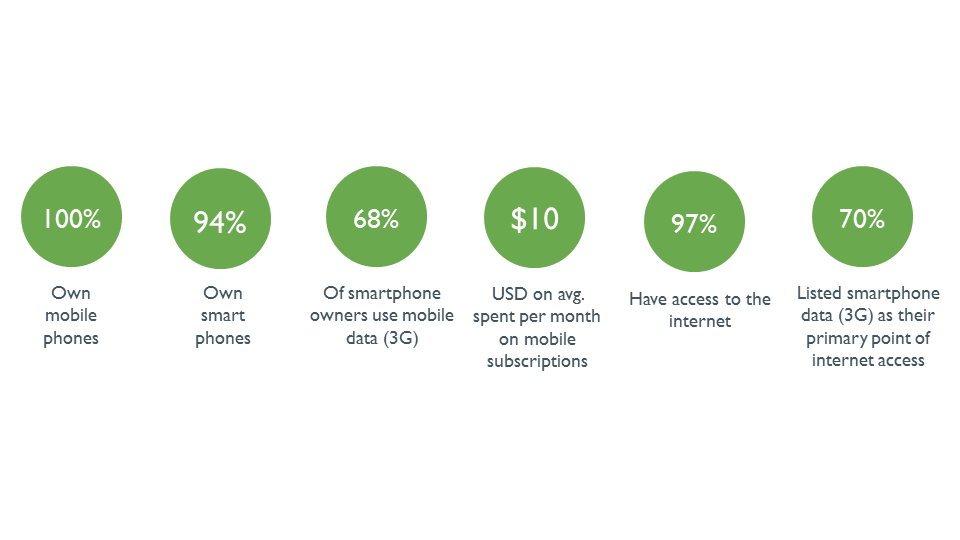 100%
Own
mobile
phones
94%
Own
smart
phones
68%
Of smartphone
owners use mobile
data (3G)
$10
USD on avg.
spent per month
on mobile
subscriptions
97%
Have access to the
internet
70%
Listed smartphone
data (3G) as their
primary point of
internet access